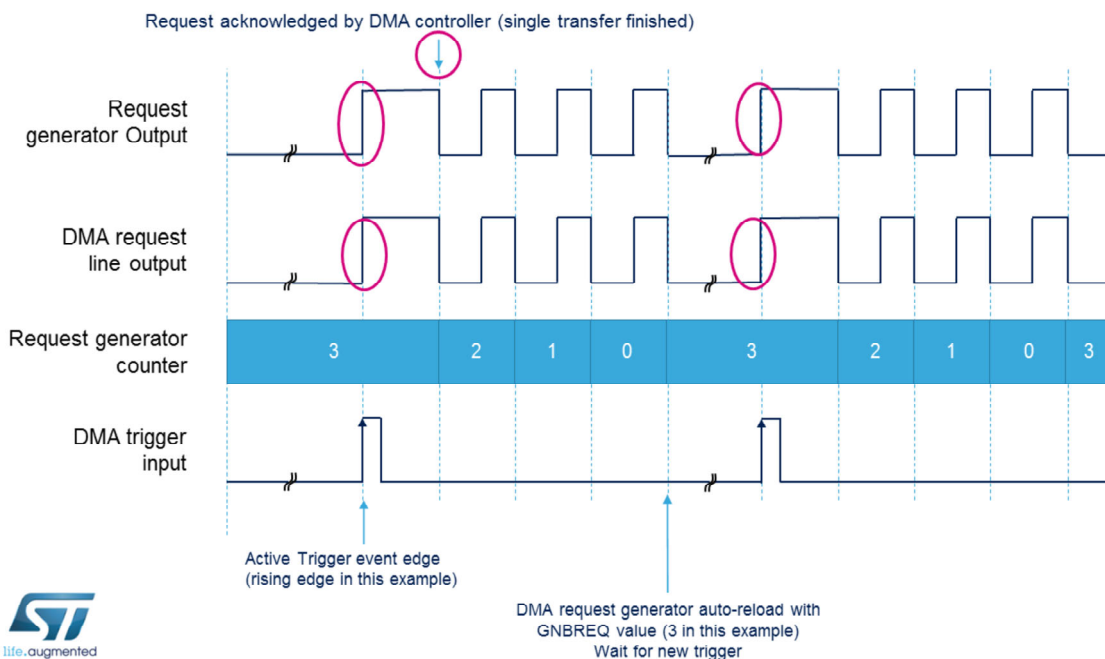 Request acknowledged by DMA controller (single transfer finished)
Request
generator Output
DMA request
line output
Request generator
counter
3 2 1 0 3 2 1 0 3
DMA trigger
input
Active Trigger event edge
(rising edge in this example)
DMA request generator auto-reload with
GNBREQ value (3 in this example)
Wait for new trigger
ST
life.augmented